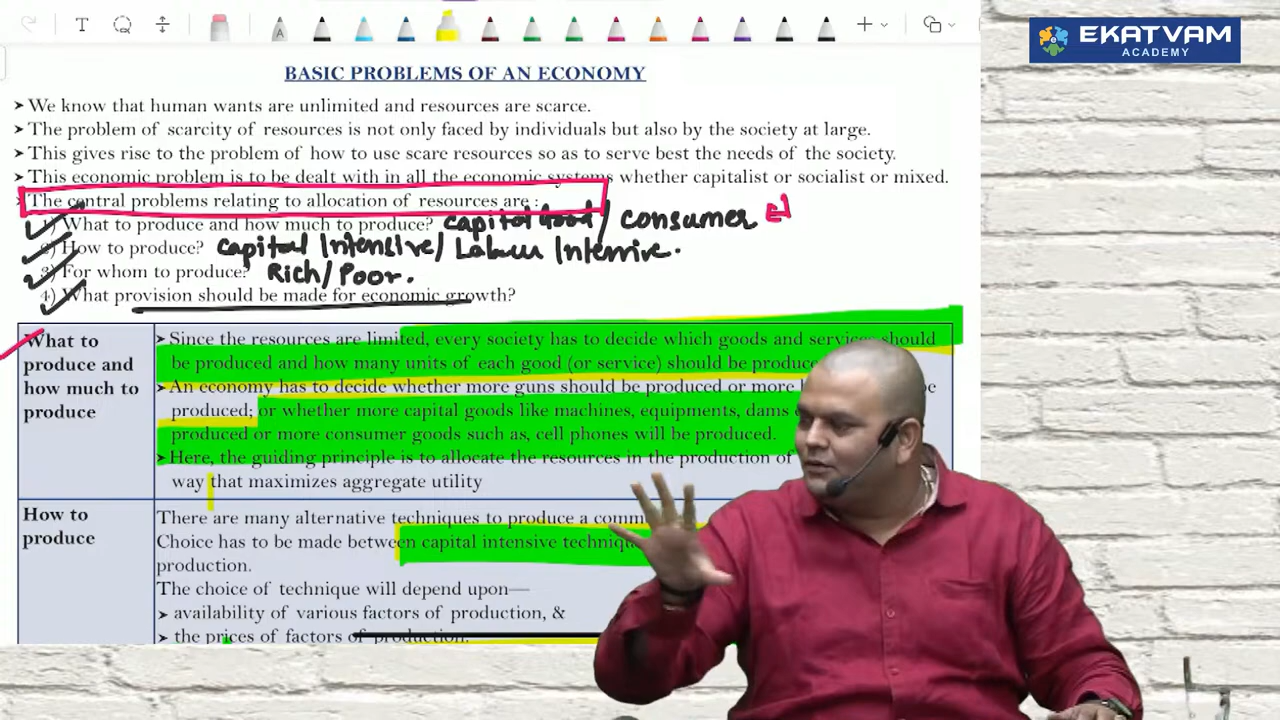 EKATVAM
ACADEMY
BASIC PROBLEMS OF AN ECONOMY
➤ We know that human wants are unlimited and resources are scarce.
➤ The problem of scarcity of resources is not only faced by individuals but also by the society at large.
➤ This gives rise to the problem of how to use scare resources so as to serve best the needs of the society.
➤ This economic problem is to be dealt with in all the economic systems whether capitalist or socialist or mixed.
The central problems relating to allocation of resources are :
1) What to produce and how much to produce? Capital Good/ Consumer
2) How to produce? Capital Intensive/ Labour Intensive.
3) For whom to produce? Rich/Poor.
4) What provision should be made for economic growth?
What to produce and how much to produce
➤ Since the resources are limited, every society has to decide which goods and services should
be produced and how many units of each good (or service) should be
➤ An economy has to decide whether more guns should be produced or more be
produced; or whether more capital goods like machines, equipments, dams
produced or more consumer goods such as, cell phones will be produced.
➤ Here, the guiding principle is to allocate the resources in the production of
way that maximizes aggregate utility
How to produce
There are many alternative techniques to produce a
Choice has to be made between capital intensive
production.
The choice of technique will depend upon—
➤ availability of various factors of production, &
➤ the prices of factors of production.